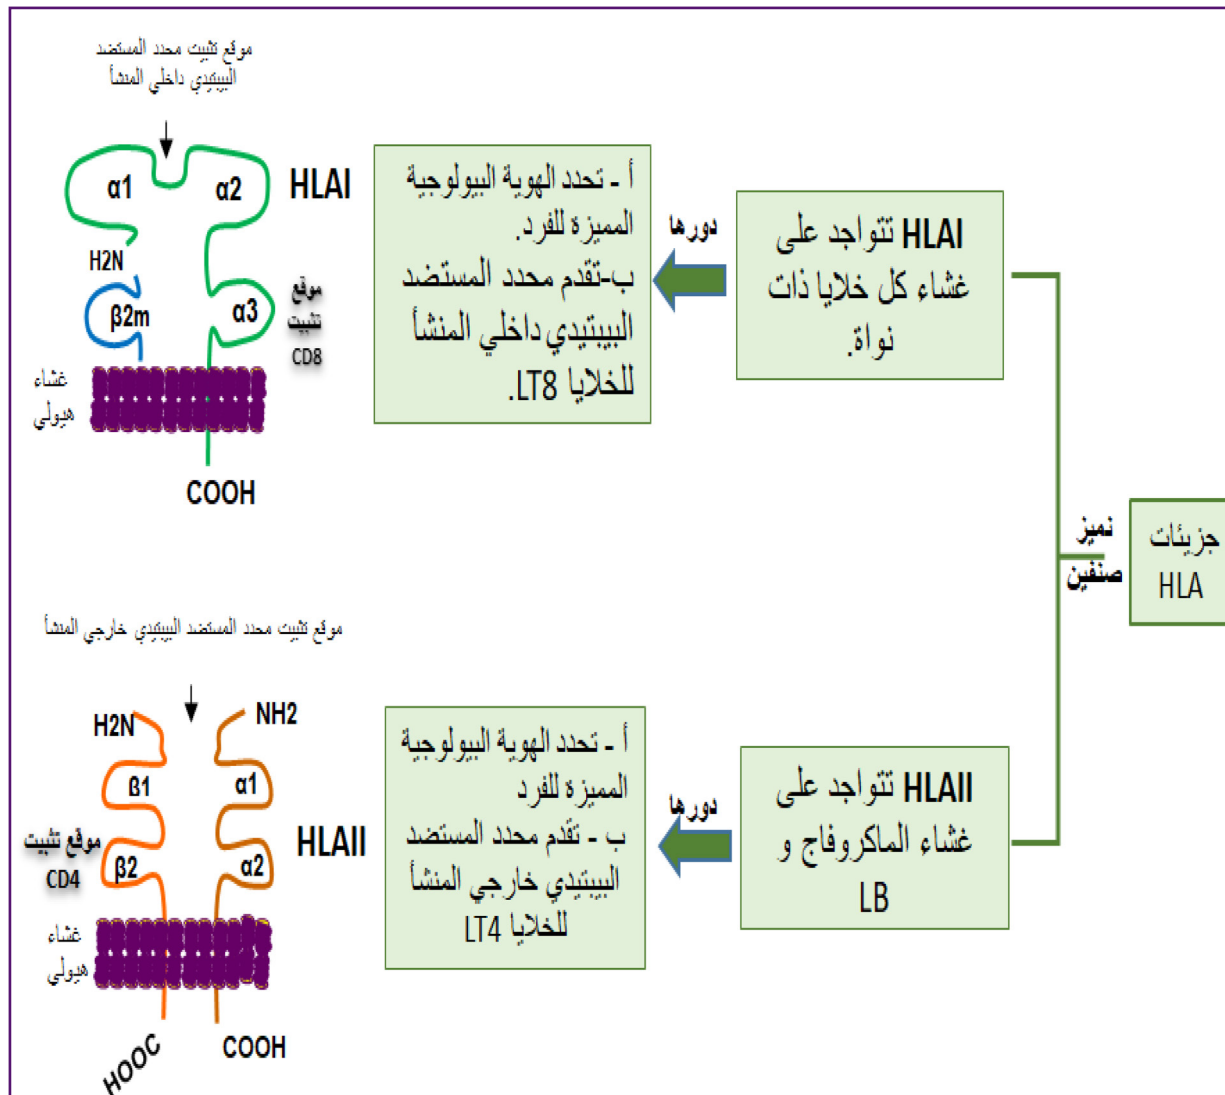 جزيئات
HLA
نميز
صنفين
HLAI تتواجد على
غشاء كل خلايا ذات
نواة.
دورها
أ - تحدد الهوية البيولوجية
المميزة للفرد.
ب-تقدم محدد المستضد
البيبتيدي داخلي المنشأ
للخلايا LT8.
موقع تثبيت محدد المستضد
البيبتيدي داخلي المنشأ
HLAI
α1
α2
H2N
β2m
α3
موقع
تثبيت
CD8
غشاء
هيولي
COOH
HLAII تتواجد على
غشاء الماكروفاج و
LB
دورها
أ - تحدد الهوية البيولوجية
المميزة للفرد
ب - تقدم محدد المستضد
البيبتيدي خارجي المنشأ
للخلايا LT4
موقع تثبيت محدد المستضد البيبتيدي خارجي المنشأ
H2N
NH2
ß1
α1
HLAII
موقع تثبيت
CD4
β2
α2
غشاء
هيولي
HOOC
COOH